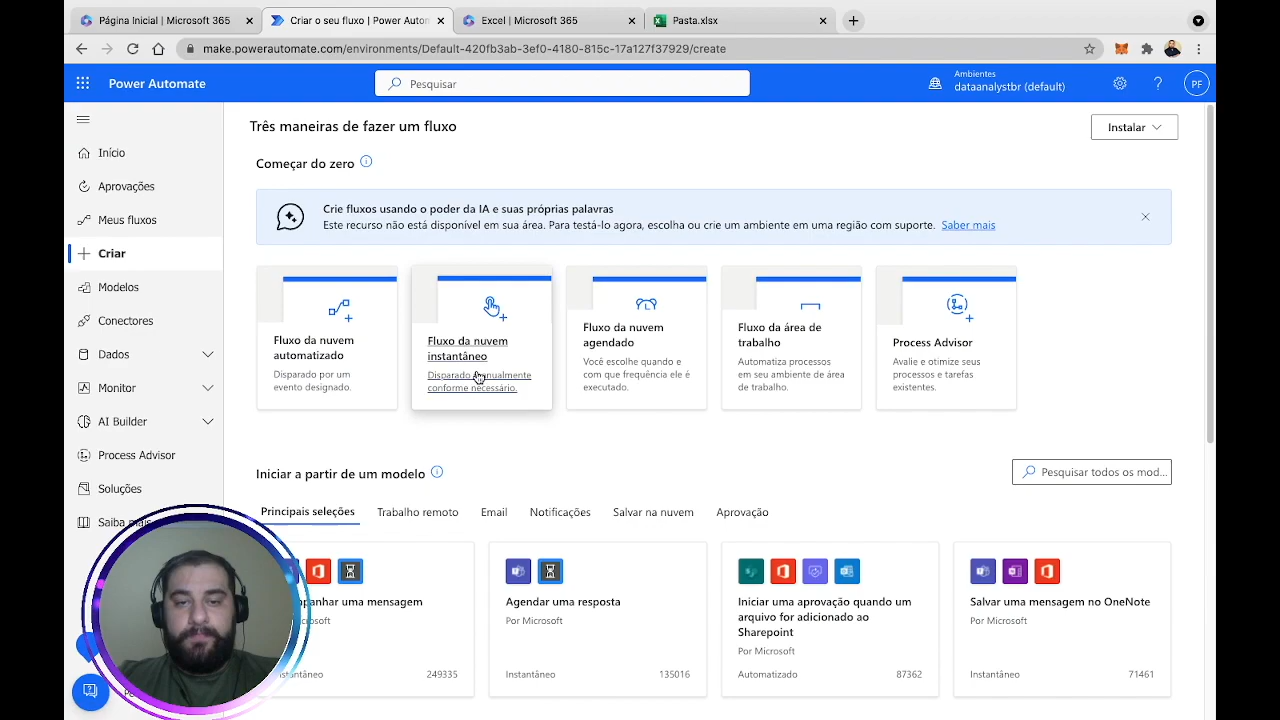 Página Inicial | Microsoft 365
Criar o seu fluxo | Power Autom
Excel | Microsoft 365
Pasta.xlsx
make.powerautomate.com/environments/Default-420fb3ab-3ef0-4180-815c-17a127f37929/create
Power Automate
Pesquisar
Ambientes
dataanalystbr (default)
PF
Início
Aprovações
Meus fluxos
Criar
Modelos
Conectores
Dados
Monitor
AI Builder
Process Advisor
Soluções
Saiba mais
Três maneiras de fazer um fluxo
Instalar
Começar do zero
Crie fluxos usando o poder da IA e suas próprias palavras
Este recurso não está disponível em sua área. Para testá-lo agora, escolha ou crie um ambiente em uma região com suporte. Saber mais
Fluxo da nuvem
automatizado
Disparado por um
evento designado.
Fluxo da nuvem
instantâneo
Disparado manualmente
conforme necessário.
Fluxo da nuvem
agendado
Você escolhe quando e
com que frequência ele é
executado.
Fluxo da área de
trabalho
Automatiza processos
em seu ambiente de área
de trabalho.
Process Advisor
Avalie e otimize seus
processos e tarefas
existentes.
Iniciar a partir de um modelo
Pesquisar todos os mod...
Principais seleções
Trabalho remoto
Email
Notificações
Salvar na nuvem
Aprovação
uma mensagem
249335
Agendar uma resposta
Por Microsoft
Instantâneo
135016
Iniciar uma aprovação quando um
arquivo for adicionado ao
Sharepoint
Por Microsoft
Automatizado
87362
Salvar uma mensagem no OneNote
Por Microsoft
Instantâneo
71461